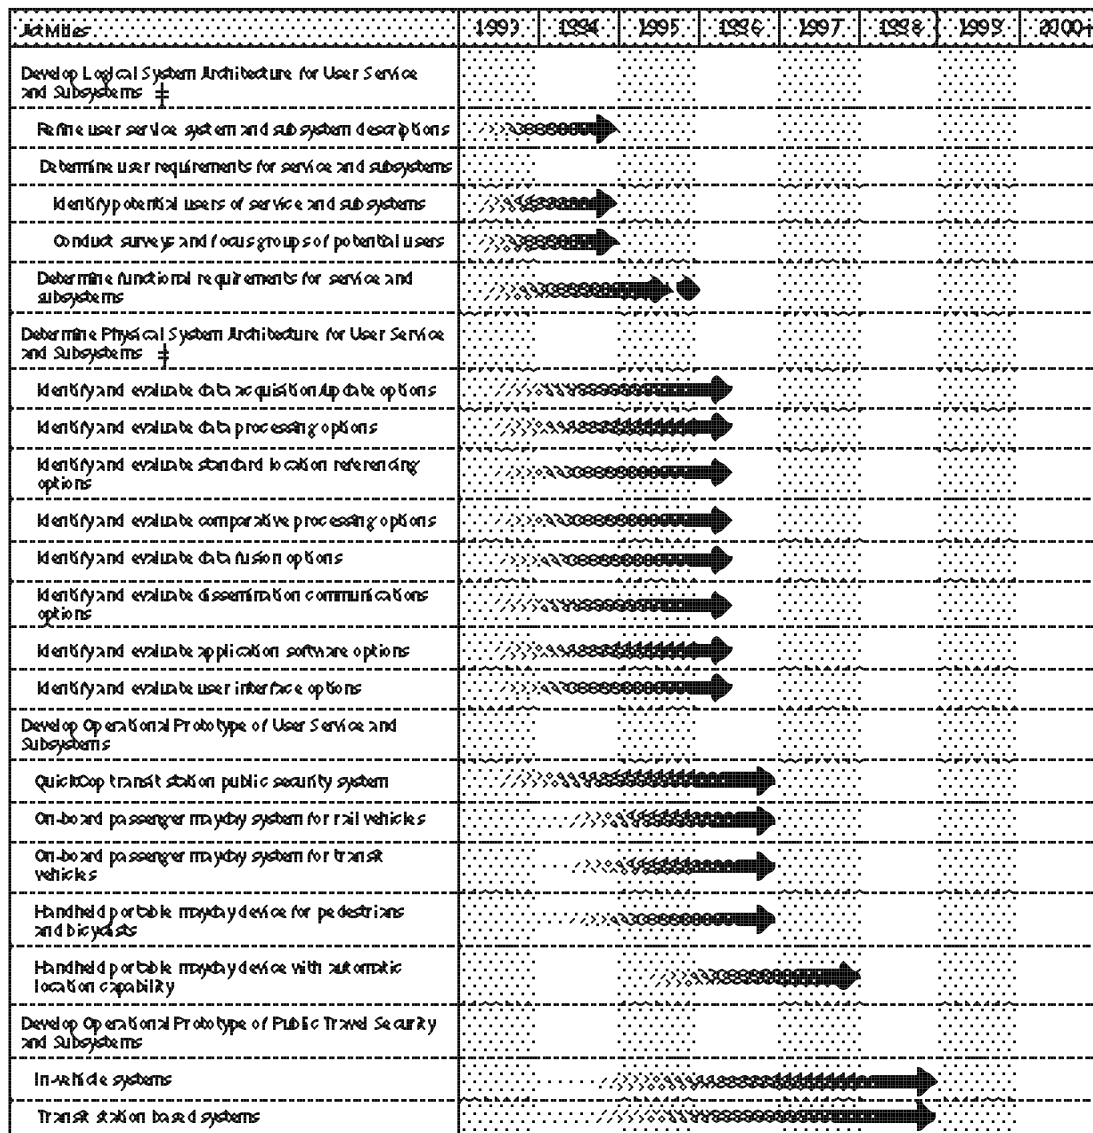 Activities 1993 1994 1995 1996 1997 1998 1999 2000+
Develop Logical System Architecture for User Service
and Subsystems ‡
Refine user service system and subsystem descriptions
Determine user requirements for service and subsystems
Identify potential users of service and subsystems
Conduct surveys and focus groups of potential users
Determine functional requirements for service and
subsystems
Determine Physical System Architecture for User Service
and Subsystems ‡
Identify and evaluate data acquisition/update options
Identify and evaluate data processing options
Identify and evaluate standard location referencing
options
Identify and evaluate comparative processing options
Identify and evaluate data fusion options
Identify and evaluate dissemination communications
options
Identify and evaluate application software options
Identify and evaluate user interface options
Develop Operational Prototype of User Service and
Subsystems
QuickCop transit station public security system
On-board passenger mayday system for rail vehicles
On-board passenger mayday system for transit
vehicles
Handheld portable mayday device for pedestrians
and bicyclists
Handheld portable mayday device with automatic
location capability
Develop Operational Prototype of Public Travel Security
and Subsystems
In-vehicle systems
Transit station based systems